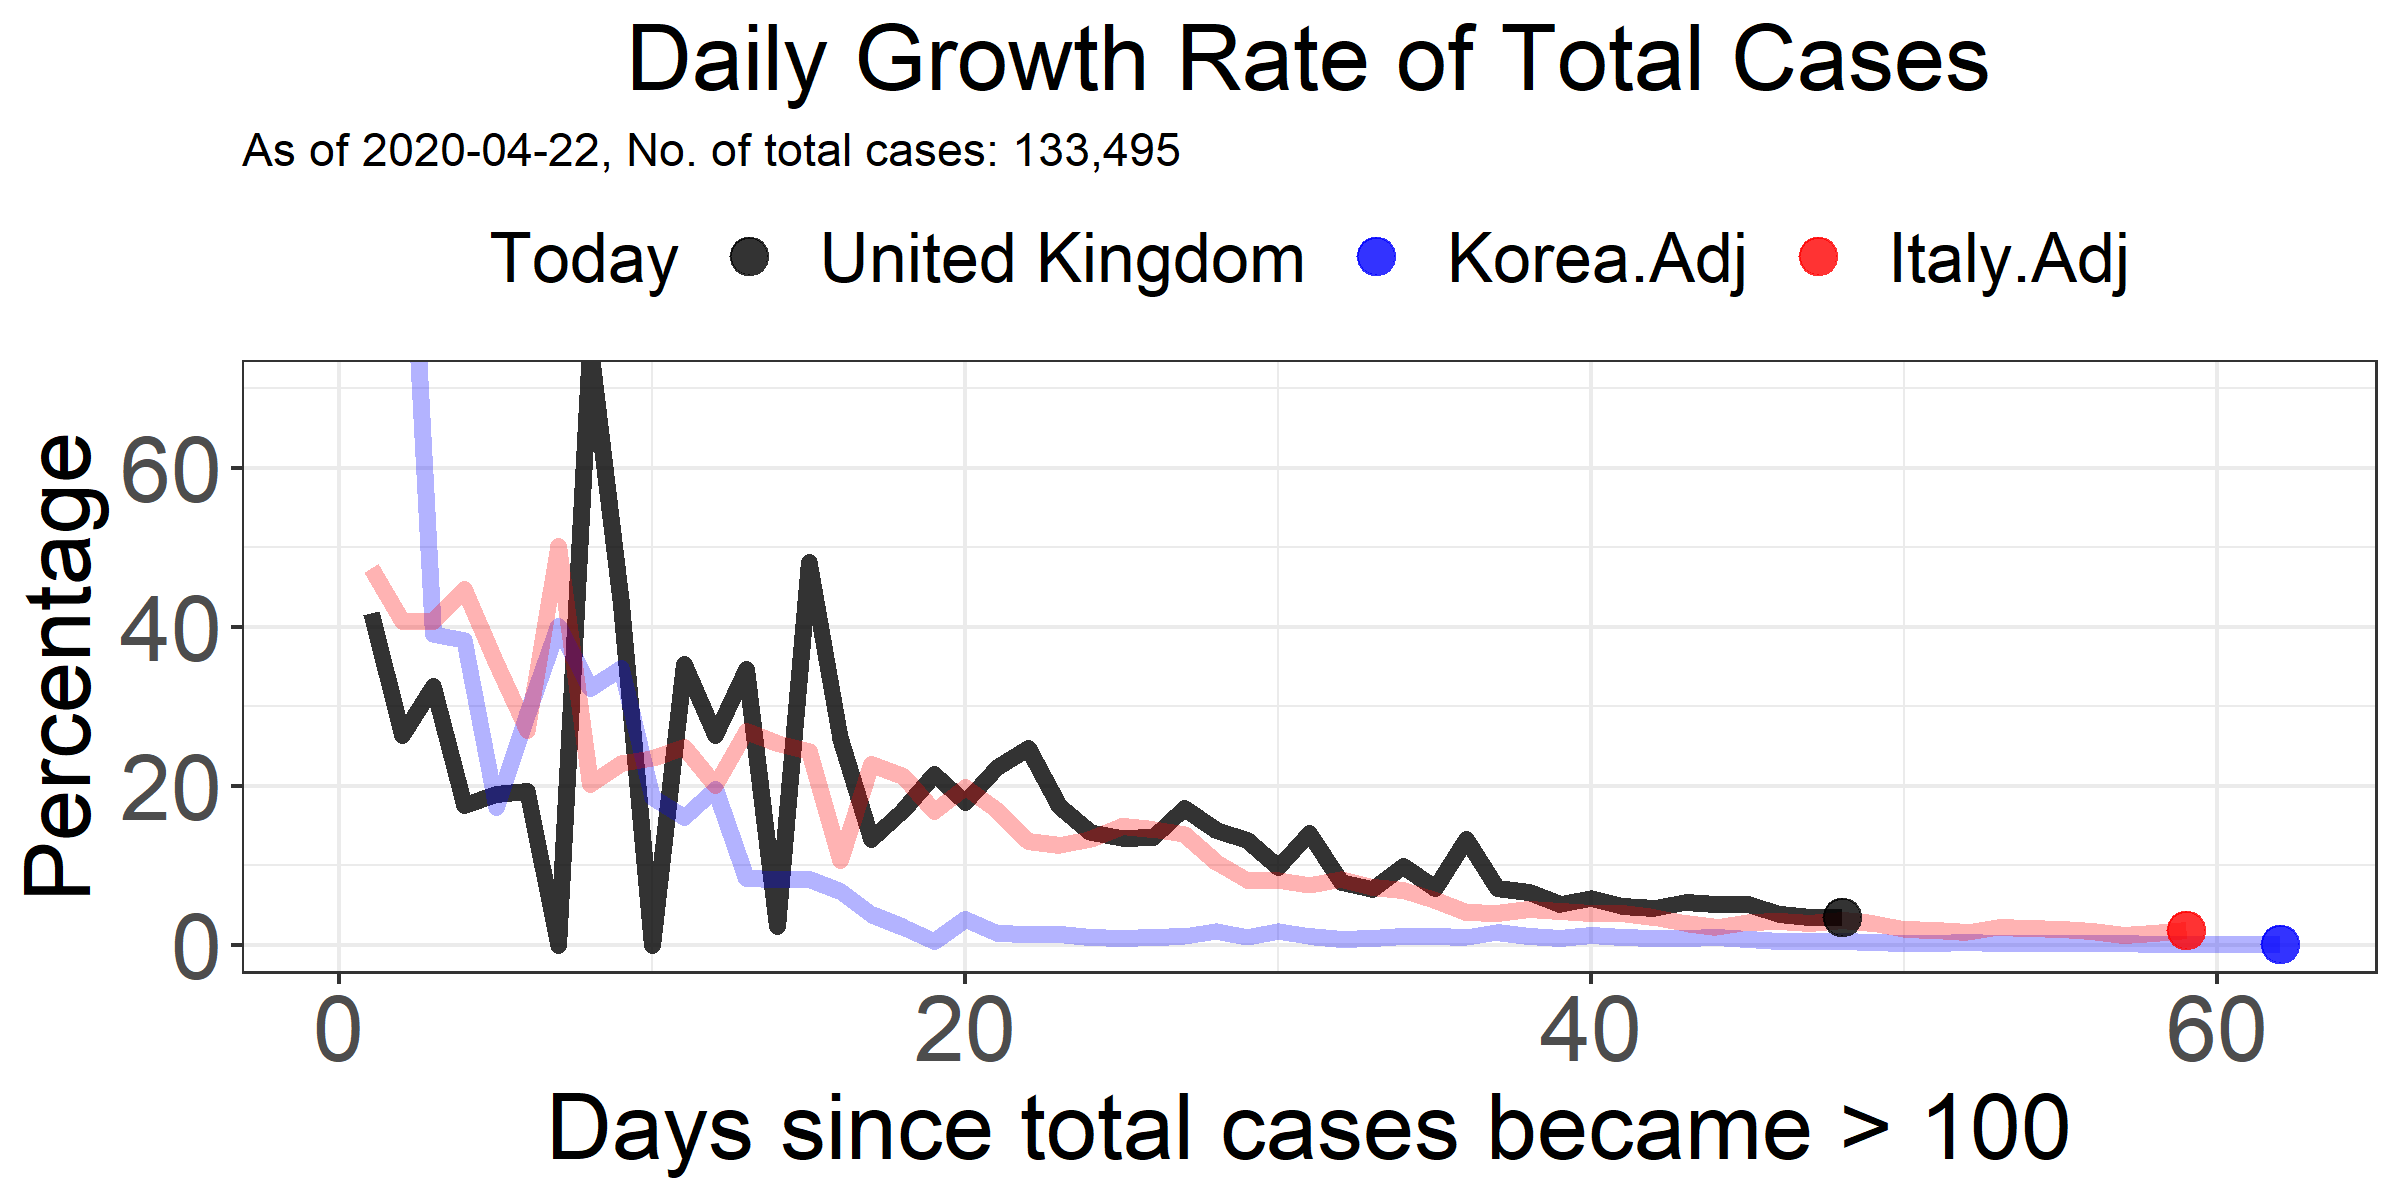 Daily Growth Rate of Total Cases
As of 2020-04-22, No. of total cases: 133,495
Today United Kingdom Korea.Adj Italy.Adj
Percentage
60
40
20
0
0 20 40 60
Days since total cases became > 100